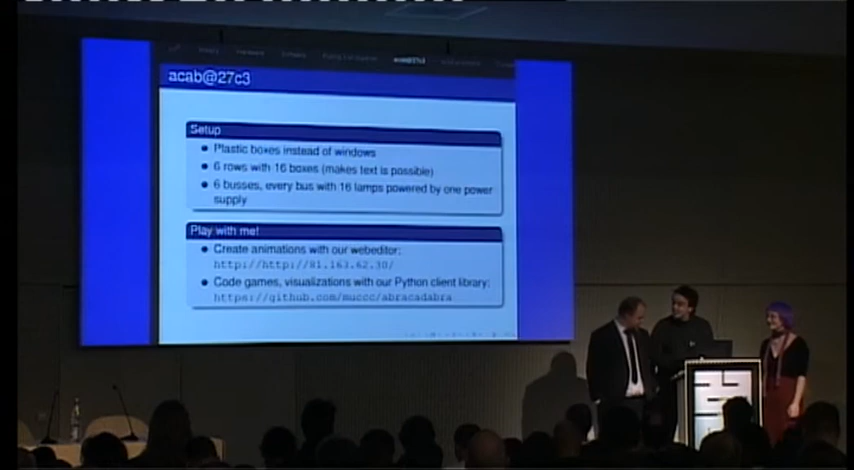 acab@27c3
Setup
Plastic boxes instead of windows
6 rows with 16 boxes (makes text is possible)
6 busses, every bus with 16 lamps powered by one power
supply
Play with me!
Create animations with our webeditor:
http://http://81.163.62.30/
Code games, visualizations with our Python client library:
https://github.com/muccc/abracadabra